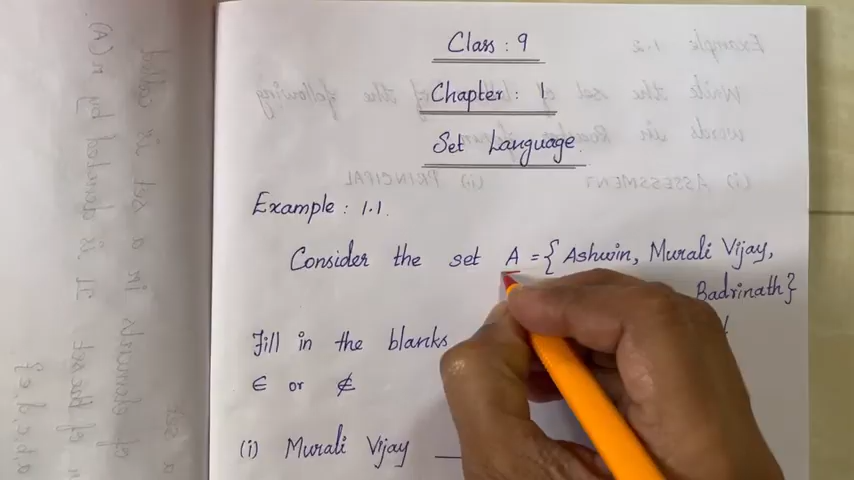 Class : 9
Chapter : 1
Set Language.
Example : 1.1.
Consider the set A = { Ashwin, Murali Vijay,
Badrinath }
Fill in the blanks
∈ or ∉
(i) Murali Vijay __